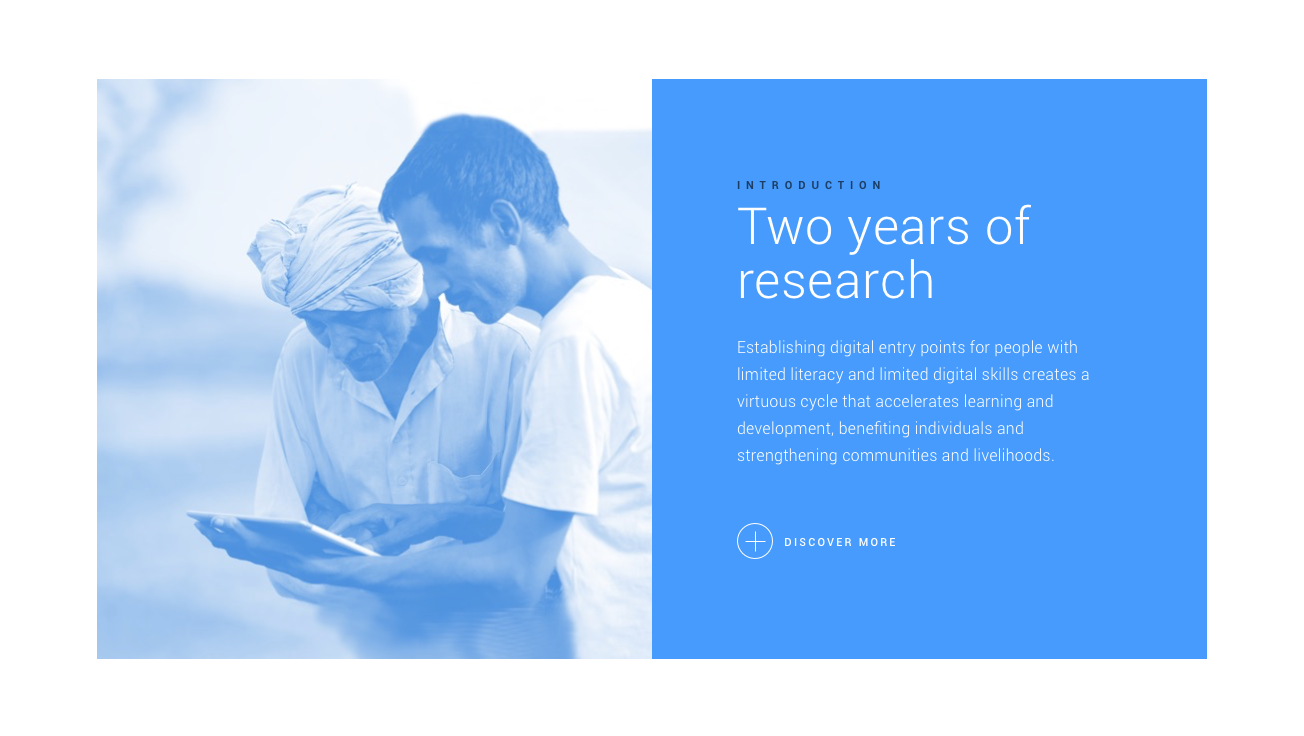 INTRODUCTION
Two years of
research
Establishing digital entry points for people with
limited literacy and limited digital skills creates a
virtuous cycle that accelerates learning and
development, benefiting individuals and
strengthening communities and livelihoods.
DISCOVER MORE